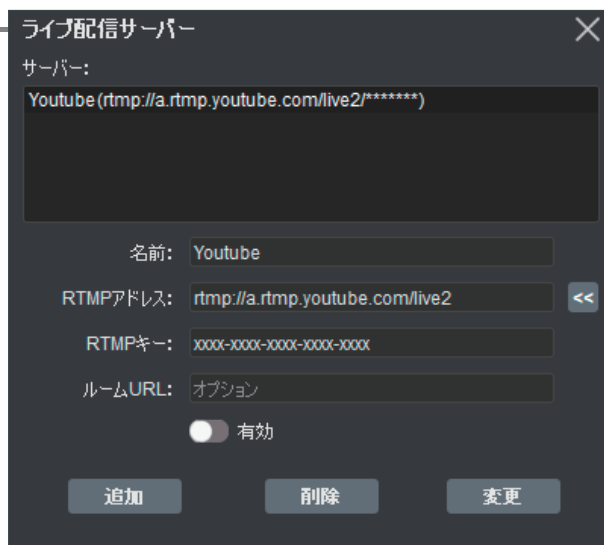 ライブ配信サーバー
サーバー:
Youtube(rtmp://a.rtmp.youtube.com/live2/*******)
名前: Youtube
RTMPアドレス: rtmp://a.rtmp.youtube.com/live2 <<
RTMPキー: xxxx-xxxx-xxxx-xxxx-xxxx
ルームURL: オプション
有効
追加 削除 変更